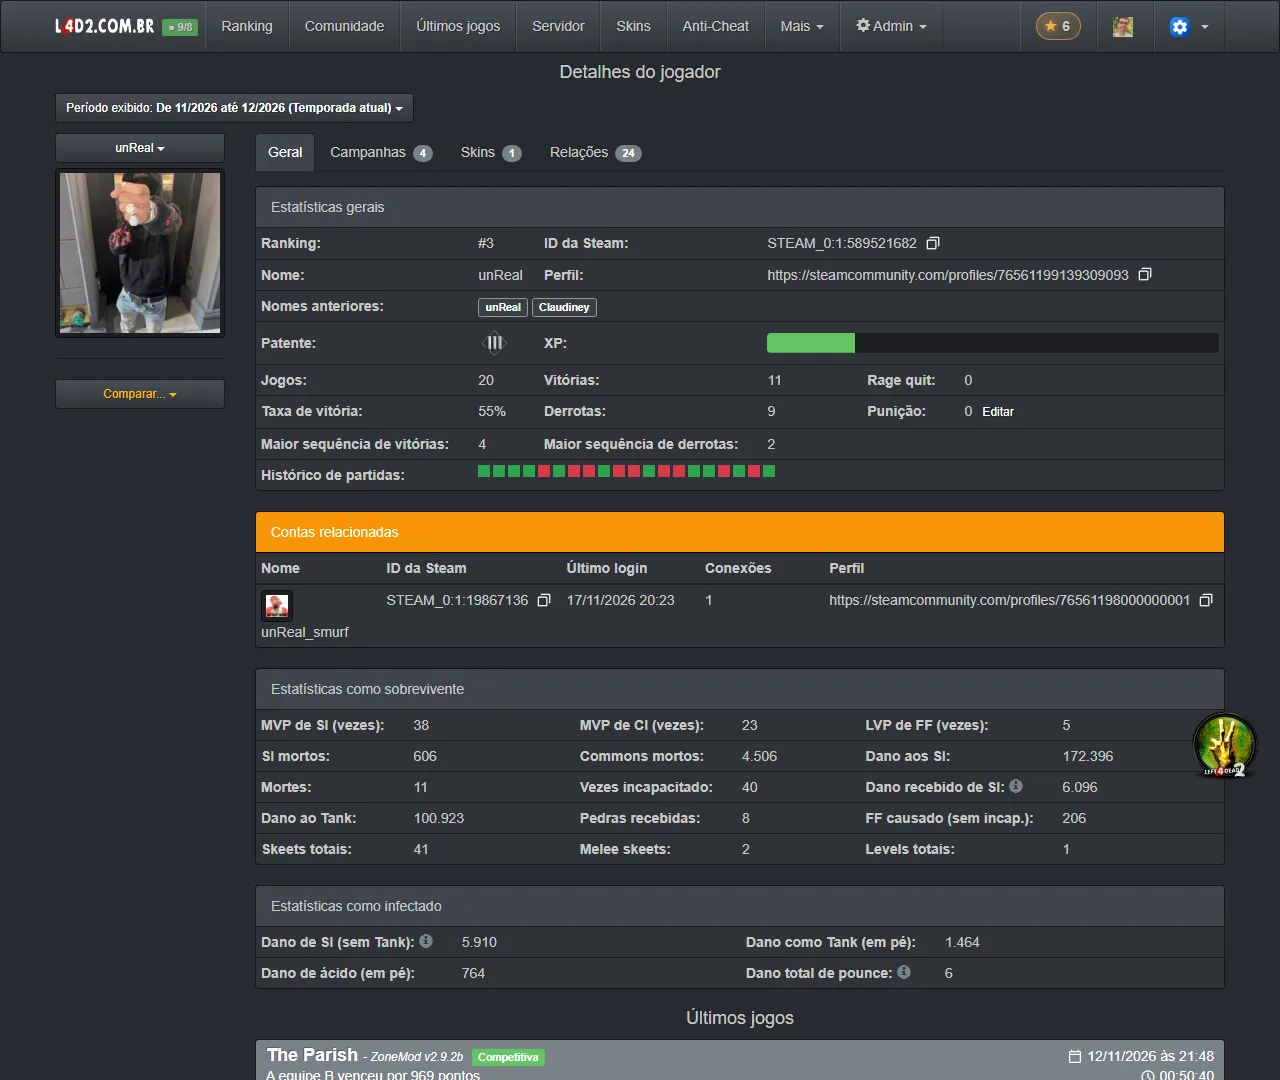 L4D2.COM.BR » 9/8 Ranking Comunidade Últimos jogos Servidor Skins Anti-Cheat Mais Admin 6
Detalhes do jogador
Período exibido: De 11/2026 até 12/2026 (Temporada atual)
unReal
Comparar...
Geral Campanhas 4 Skins 1 Relações 24
Estatísticas gerais
Ranking: #3 ID da Steam: STEAM_0:1:589521682
Nome: unReal Perfil: https://steamcommunity.com/profiles/76561199139309093
Nomes anteriores: unReal Claudiney
Patente: XP:
Jogos: 20 Vitórias: 11 Rage quit: 0
Taxa de vitória: 55% Derrotas: 9 Punição: 0 Editar
Maior sequência de vitórias: 4 Maior sequência de derrotas: 2
Histórico de partidas:
Contas relacionadas
Nome ID da Steam Último login Conexões Perfil
STEAM_0:1:19867136 17/11/2026 20:23 1 https://steamcommunity.com/profiles/76561198000000001
unReal_smurf
Estatísticas como sobrevivente
MVP de SI (vezes): 38 MVP de CI (vezes): 23 LVP de FF (vezes): 5
SI mortos: 606 Commons mortos: 4.506 Dano aos SI: 172.396
Mortes: 11 Vezes incapacitado: 40 Dano recebido de SI: 6.096
Dano ao Tank: 100.923 Pedras recebidas: 8 FF causado (sem incap.): 206
Skeets totais: 41 Melee skeets: 2 Levels totais: 1
LEFT 4 DEAD 2
Estatísticas como infectado
Dano de SI (sem Tank): 5.910 Dano como Tank (em pé): 1.464
Dano de ácido (em pé): 764 Dano total de pounce: 6
Últimos jogos
The Parish - ZoneMod v2.9.2b Competitiva 12/11/2026 às 21:48
A equipe B venceu por 969 pontos 00:50:40